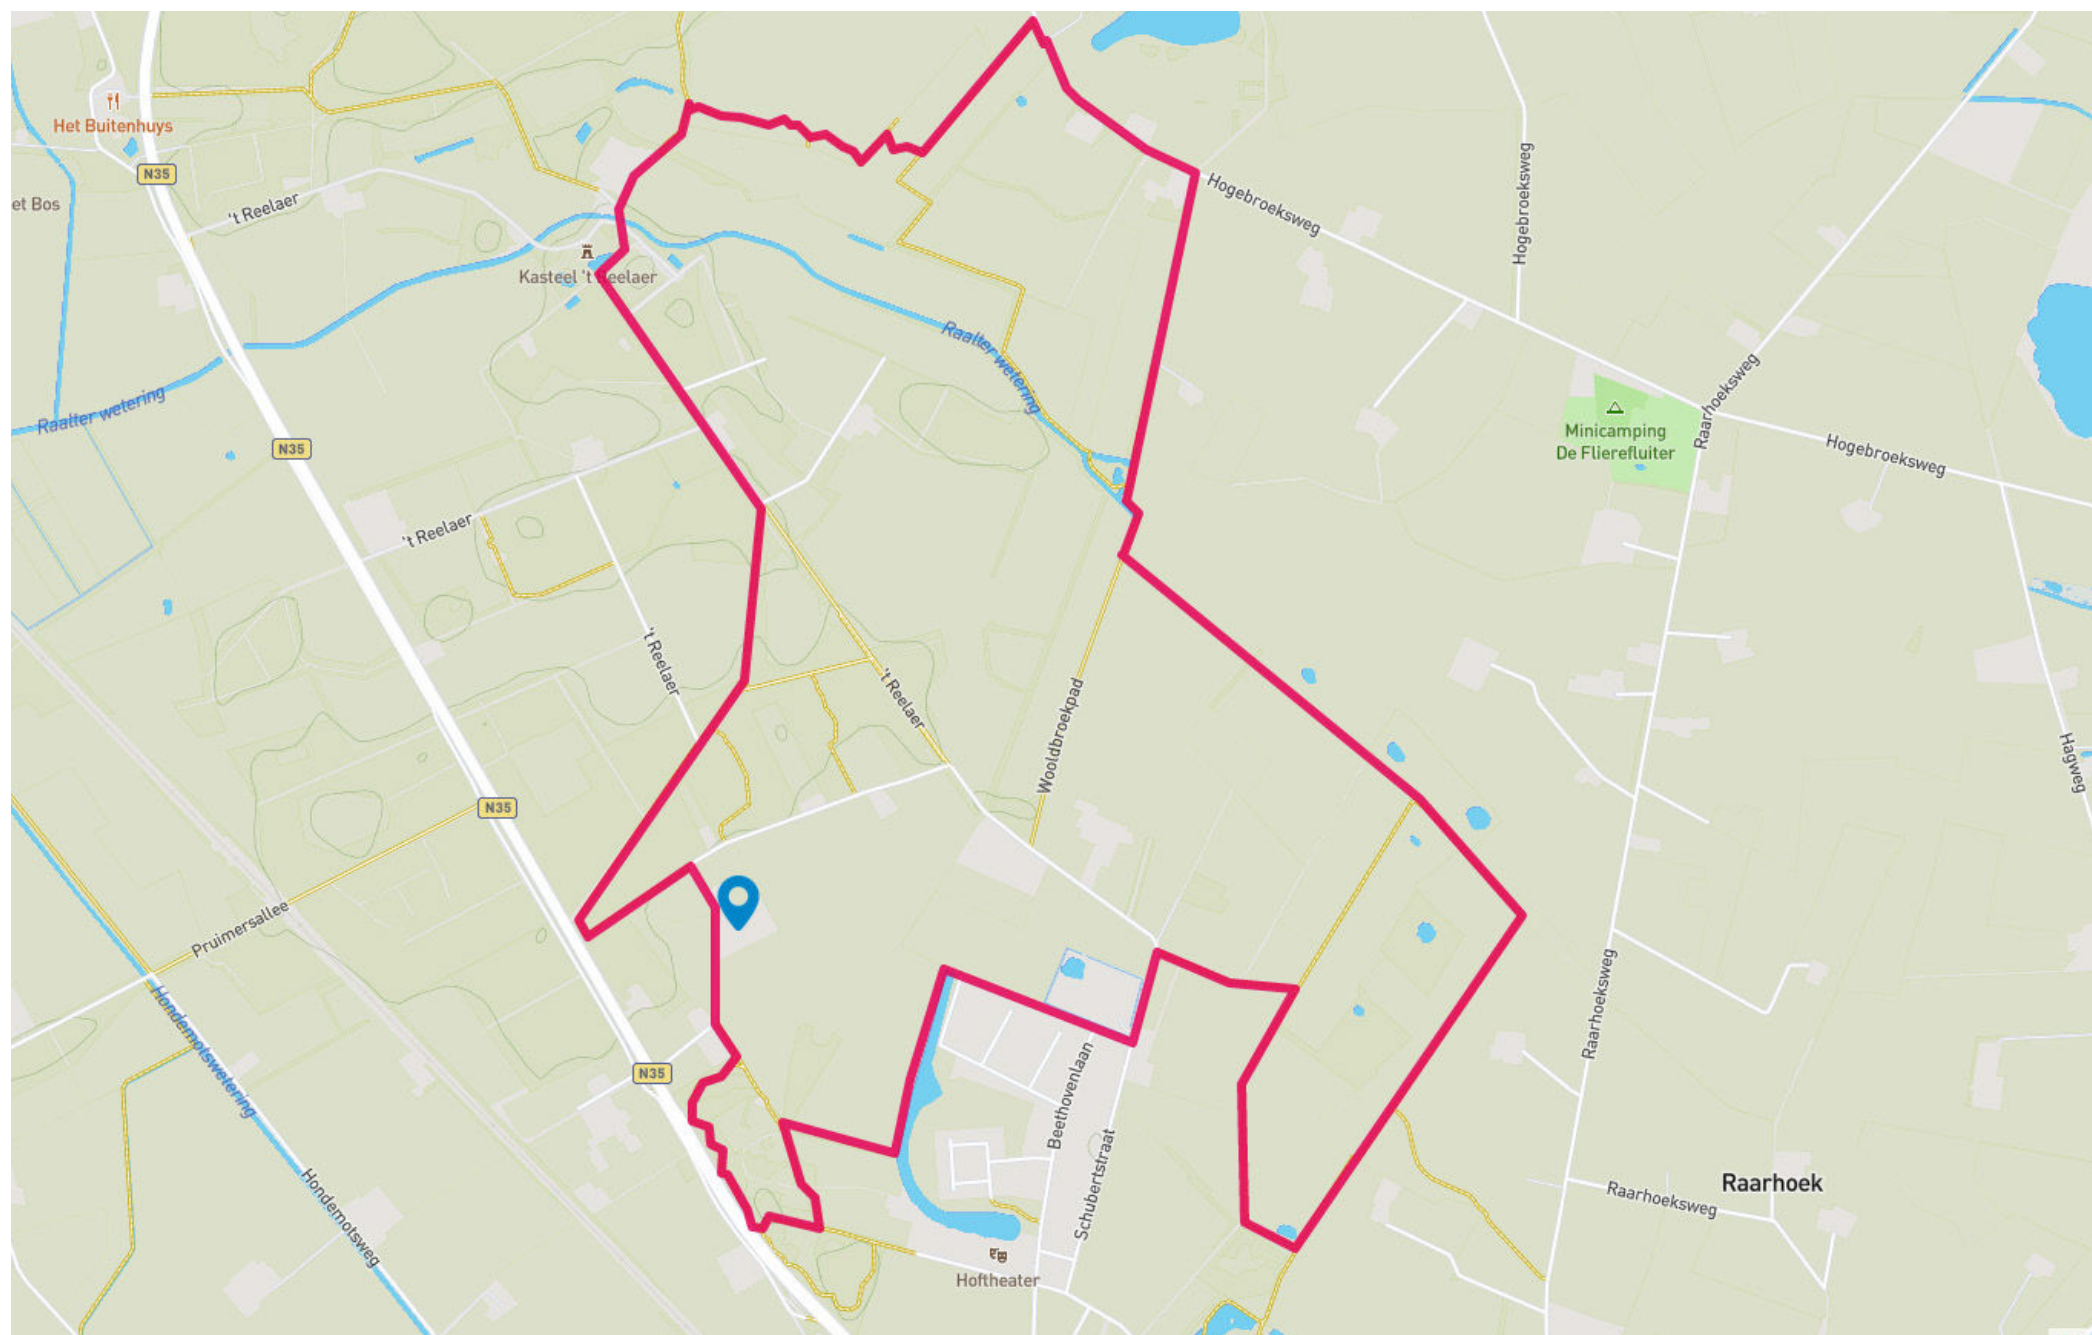 Het Buitenhuys
N35
et Bos
't Reelaer
Kasteel 't Reelaer
Hogebroeksweg
Hogebroeksweg
Raalter wetering
Raalter wetering
Raarhoeksweg
Minicamping
De Flierefluiter
Hogebroeksweg
N35
't Reelaer
't Reelaer
't Reelaer
Wooldbroekpad
Hagweg
N35
Pruimersallee
Hondemotswetering
Raarhoeksweg
N35
Beethovenlaan
Schubertstraat
Hondemotsweg
Raarhoek
Raarhoeksweg
Hoftheater